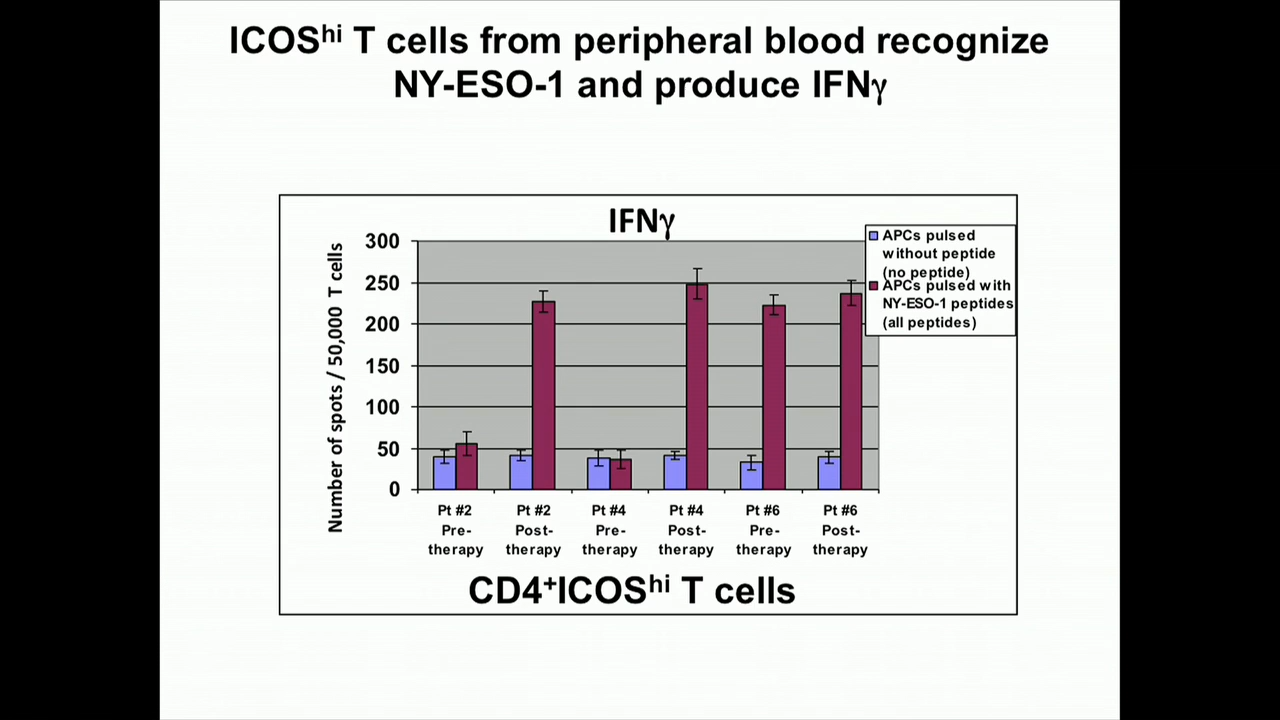 ICOShi T cells from peripheral blood recognize
NY-ESO-1 and produce IFNγ
IFNγ
Number of spots / 50,000 T cells
300
250
200
150
100
50
0
APCs pulsed
without peptide
(no peptide)
APCs pulsed with
NY-ESO-1 peptides
(all peptides)
Pt #2
Pre-
therapy
Pt #2
Post-
therapy
Pt #4
Pre-
therapy
Pt #4
Post-
therapy
Pt #6
Pre-
therapy
Pt #6
Post-
therapy
CD4+ICOShi T cells